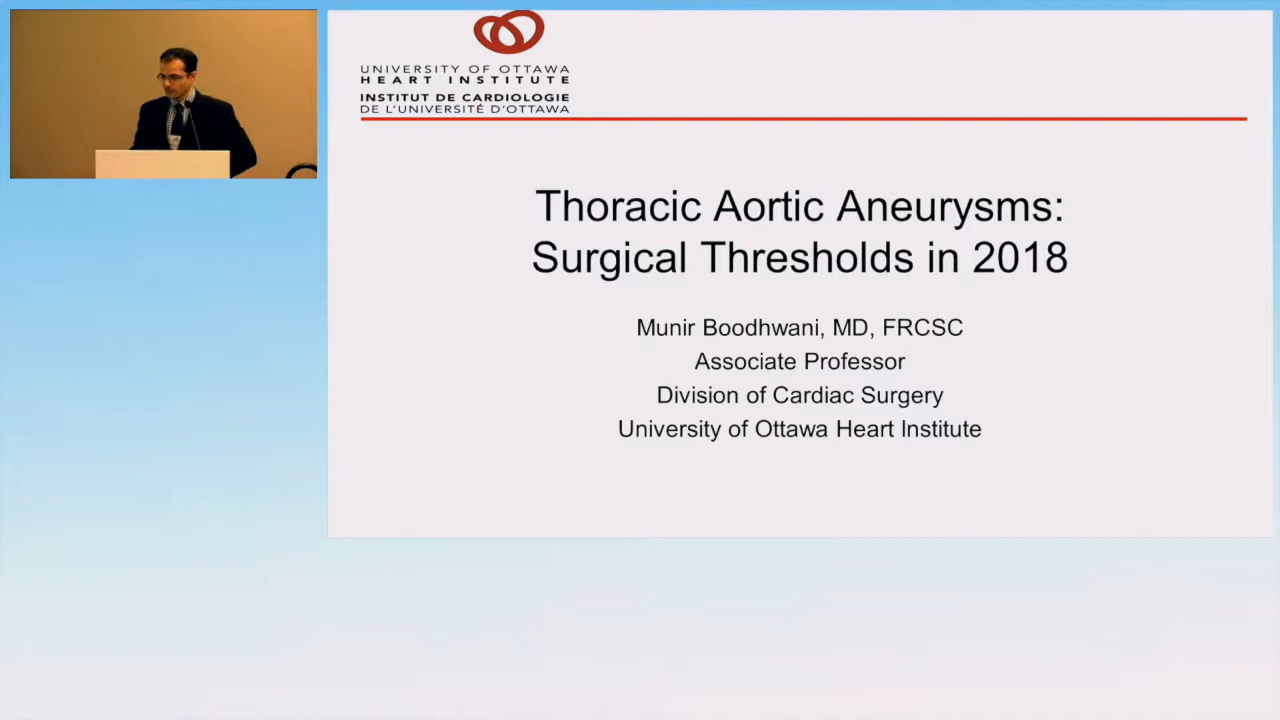 UNIVERSITY OF OTTAWA
HEART INSTITUTE
INSTITUT DE CARDIOLOGIE
DE L'UNIVERSITÉ D'OTTAWA
Thoracic Aortic Aneurysms:
Surgical Thresholds in 2018
Munir Boodhwani, MD, FRCSC
Associate Professor
Division of Cardiac Surgery
University of Ottawa Heart Institute